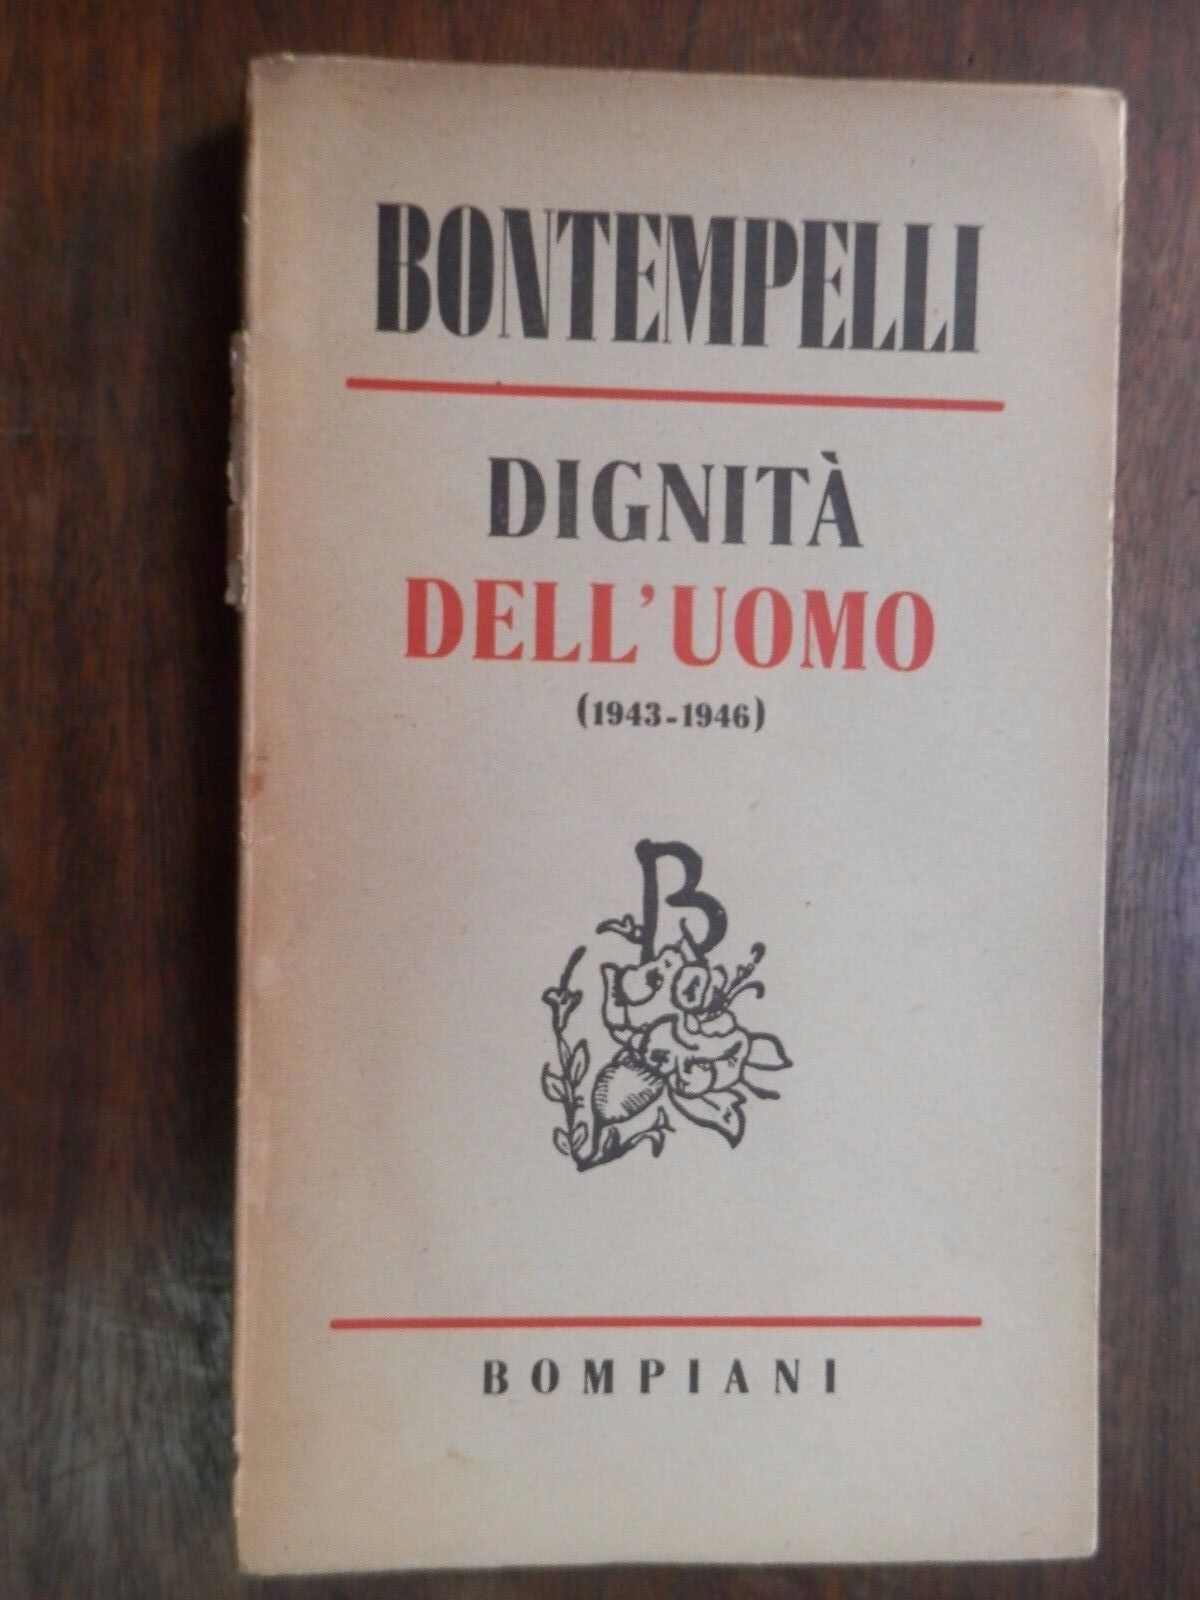 BONTEMPELLI
DIGNITÀ
DELL'UOMO
(1943-1946)
B
BOMPIANI